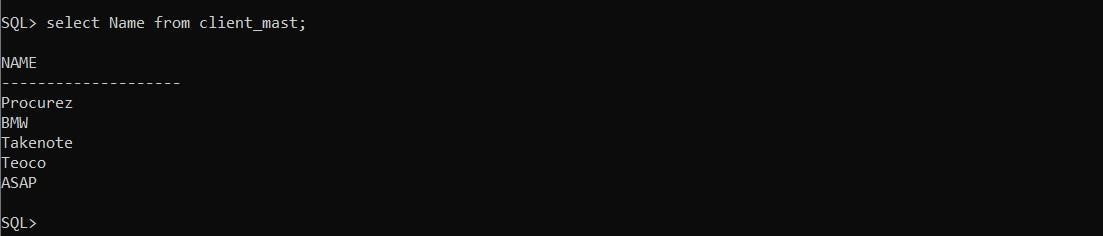 SQL> select Name from client_mast;
NAME
--------------------
Procurez
BMW
Takenote
Teoco
ASAP
SQL>